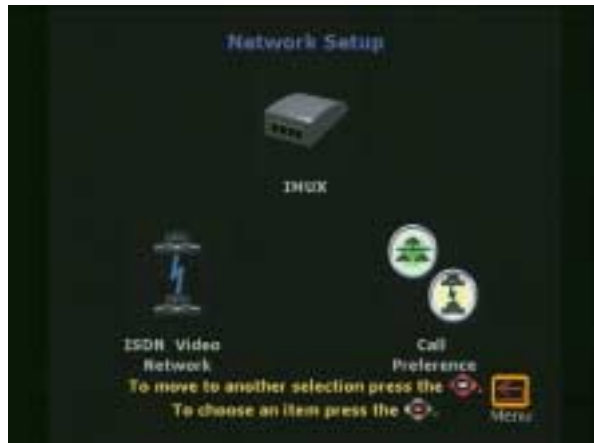 Network Setup
IMUX
ISDN Video
Network
Call
Preference
To move to another selection press the
.
To choose an item press the
.
Menu